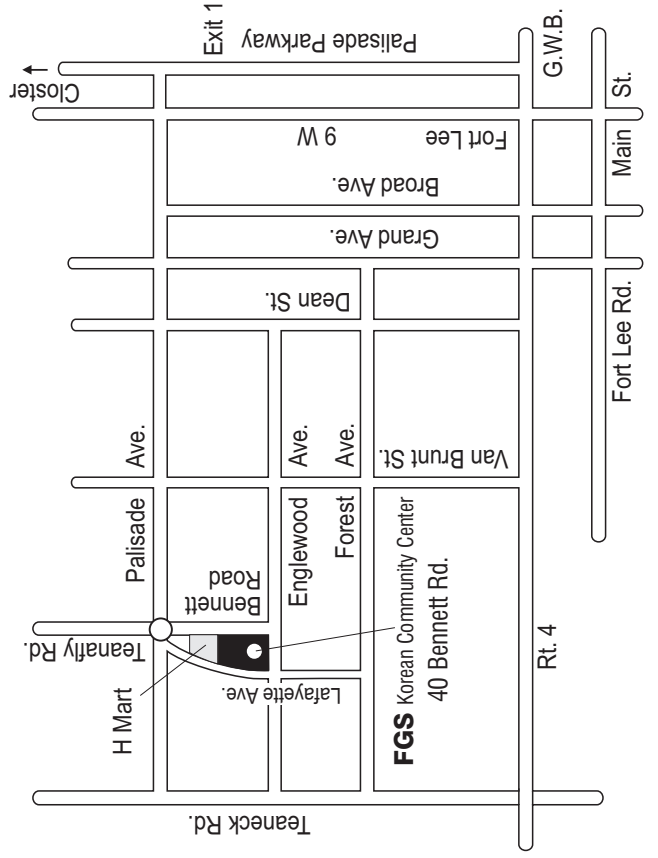 Closter
Exit 1
Palisade Parkway
G.W.B.
9 W
Fort Lee
Main St.
Broad Ave.
Grand Ave.
Dean St.
Fort Lee Rd.
Palisade Ave.
Englewood Ave.
Forest Ave.
Van Brunt St.
Bennett
Road
Teanafly Rd.
H Mart
Lafayette Ave.
FGS Korean Community Center
40 Bennett Rd.
Rt. 4
Teaneck Rd.